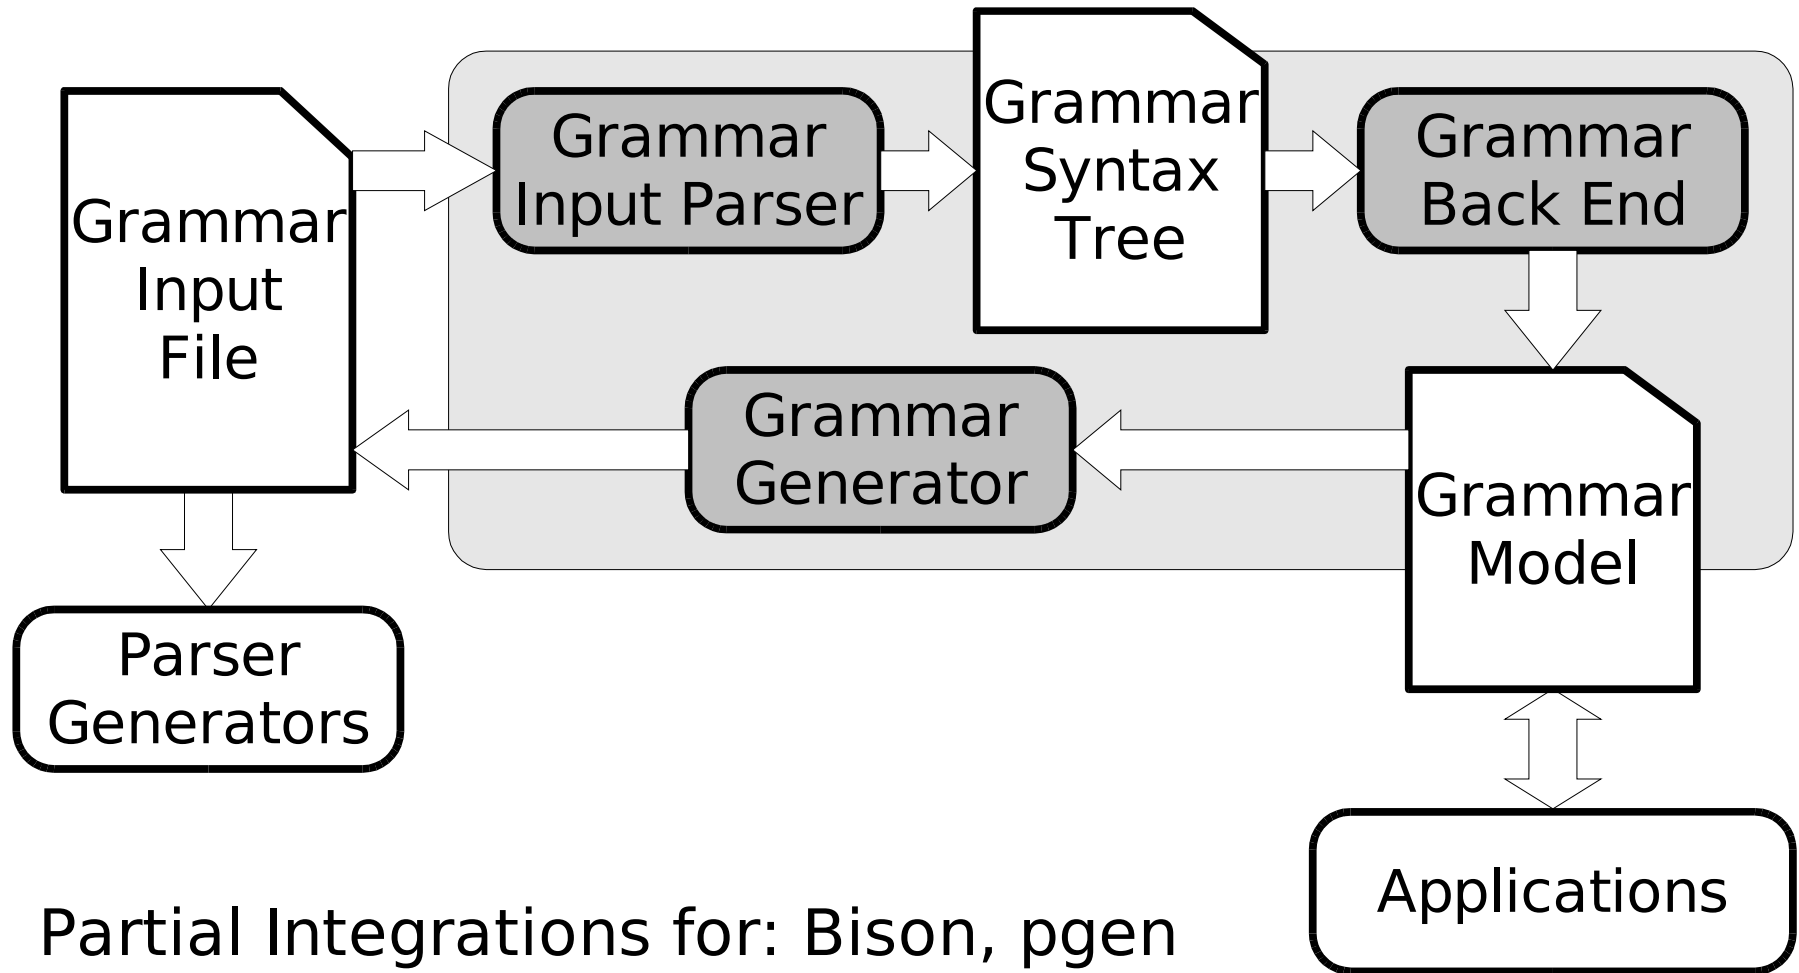 Grammar
Input
File
Grammar
Input Parser
Grammar
Syntax
Tree
Grammar
Back End
Grammar
Generator
Grammar
Model
Parser
Generators
Applications
Partial Integrations for: Bison, pgen